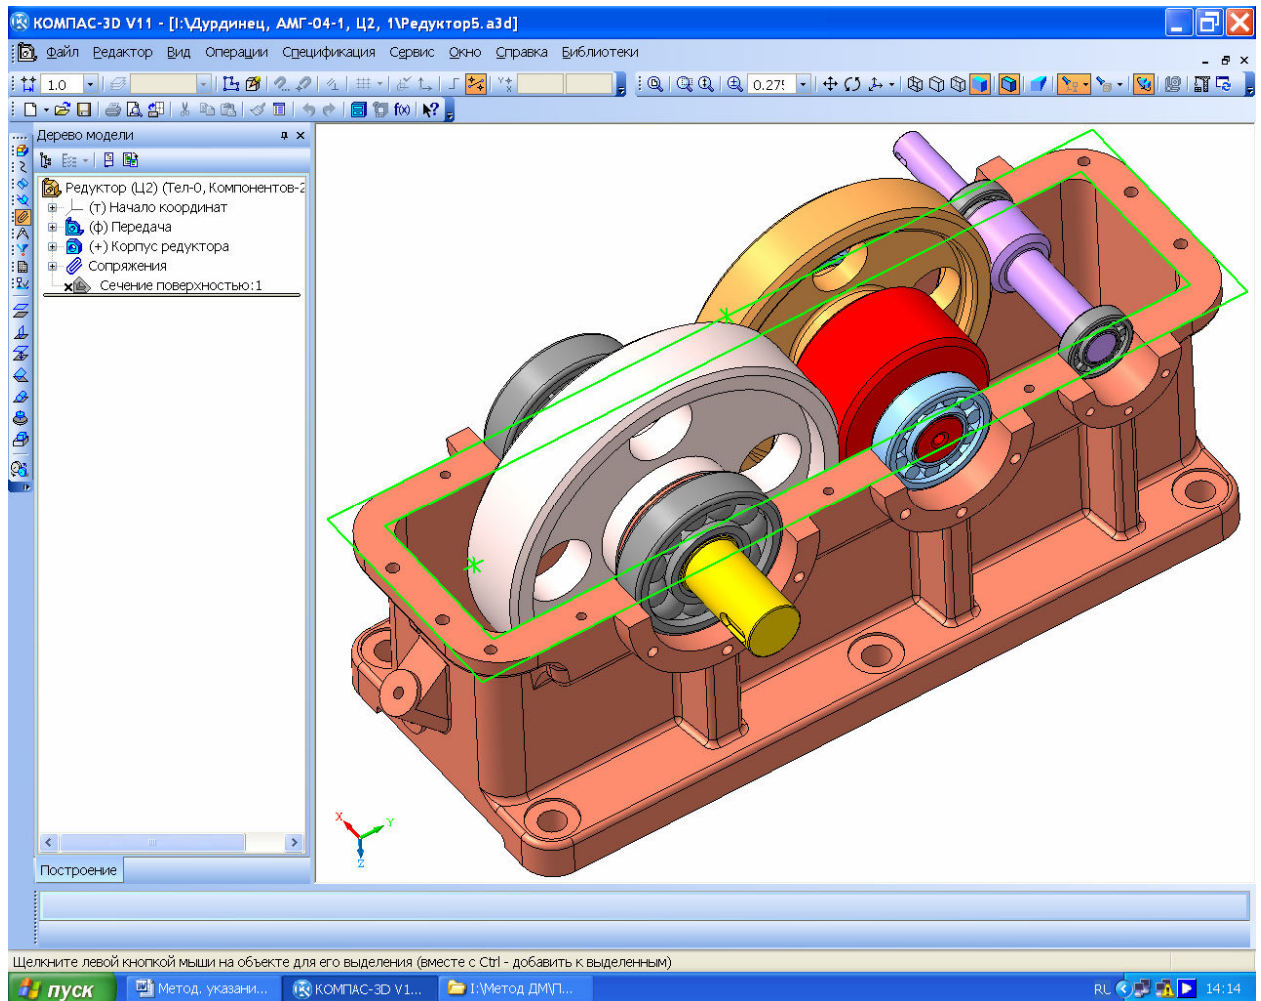 КОМПАС-3D V11 - [I:\Дурдинец, АМГ-04-1, Ц2, 1\Редуктор5.a3d]
Файл Редактор Вид Операции Спецификация Сервис Окно Справка Библиотеки
1.0
0.275
f(x)
Дерево модели
Редуктор (Ц2) (Тел-0, Компонентов-2
(т) Начало координат
(ф) Передача
(+) Корпус редуктора
Сопряжения
Сечение поверхностью:1
X
Y
Z
Построение
Щелкните левой кнопкой мыши на объекте для его выделения (вместе с Ctrl - добавить к выделенным)
пуск
Метод. указани...
КОМПАС-3D V1...
I:\Метод ДМ\П...
RL
14:14